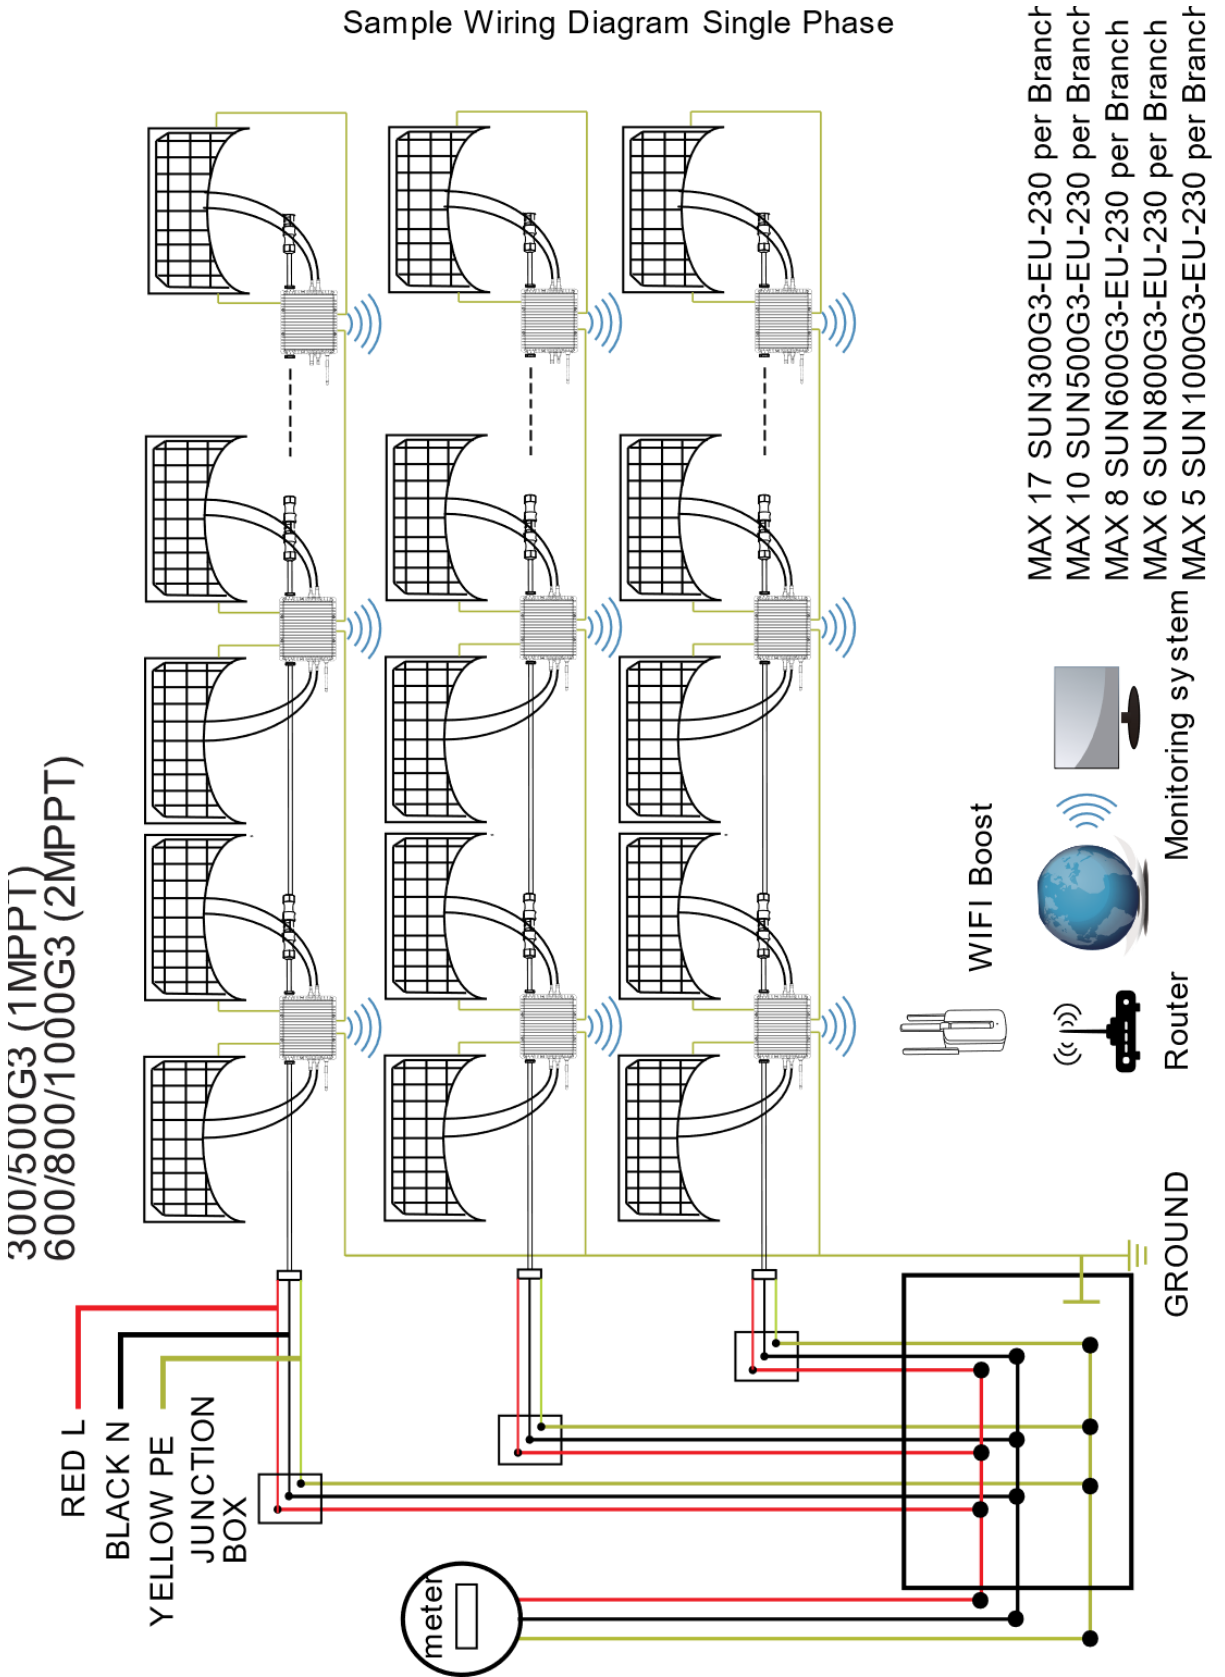 Sample Wiring Diagram Single Phase
300/500G3 (1MPPT)
600/800/1000G3 (2MPPT)
MAX 17 SUN300G3-EU-230 per Branch
MAX 10 SUN500G3-EU-230 per Branch
MAX 8 SUN600G3-EU-230 per Branch
MAX 6 SUN800G3-EU-230 per Branch
MAX 5 SUN1000G3-EU-230 per Branch
WIFI Boost
Monitoring system
Router
GROUND
RED L
BLACK N
YELLOW PE
JUNCTION
BOX
meter